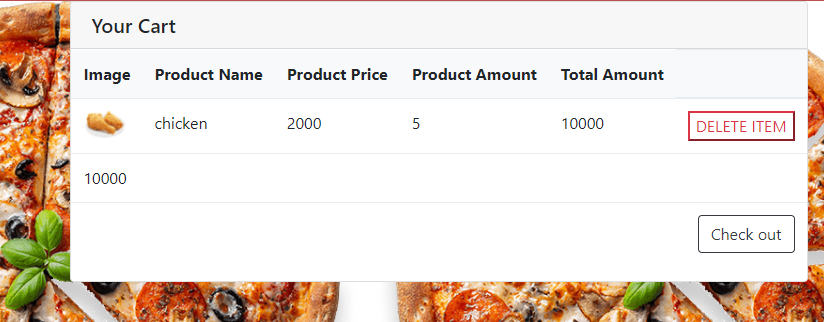 Your Cart
Image Product Name Product Price Product Amount Total Amount
chicken 2000 5 10000 DELETE ITEM
10000
Check out